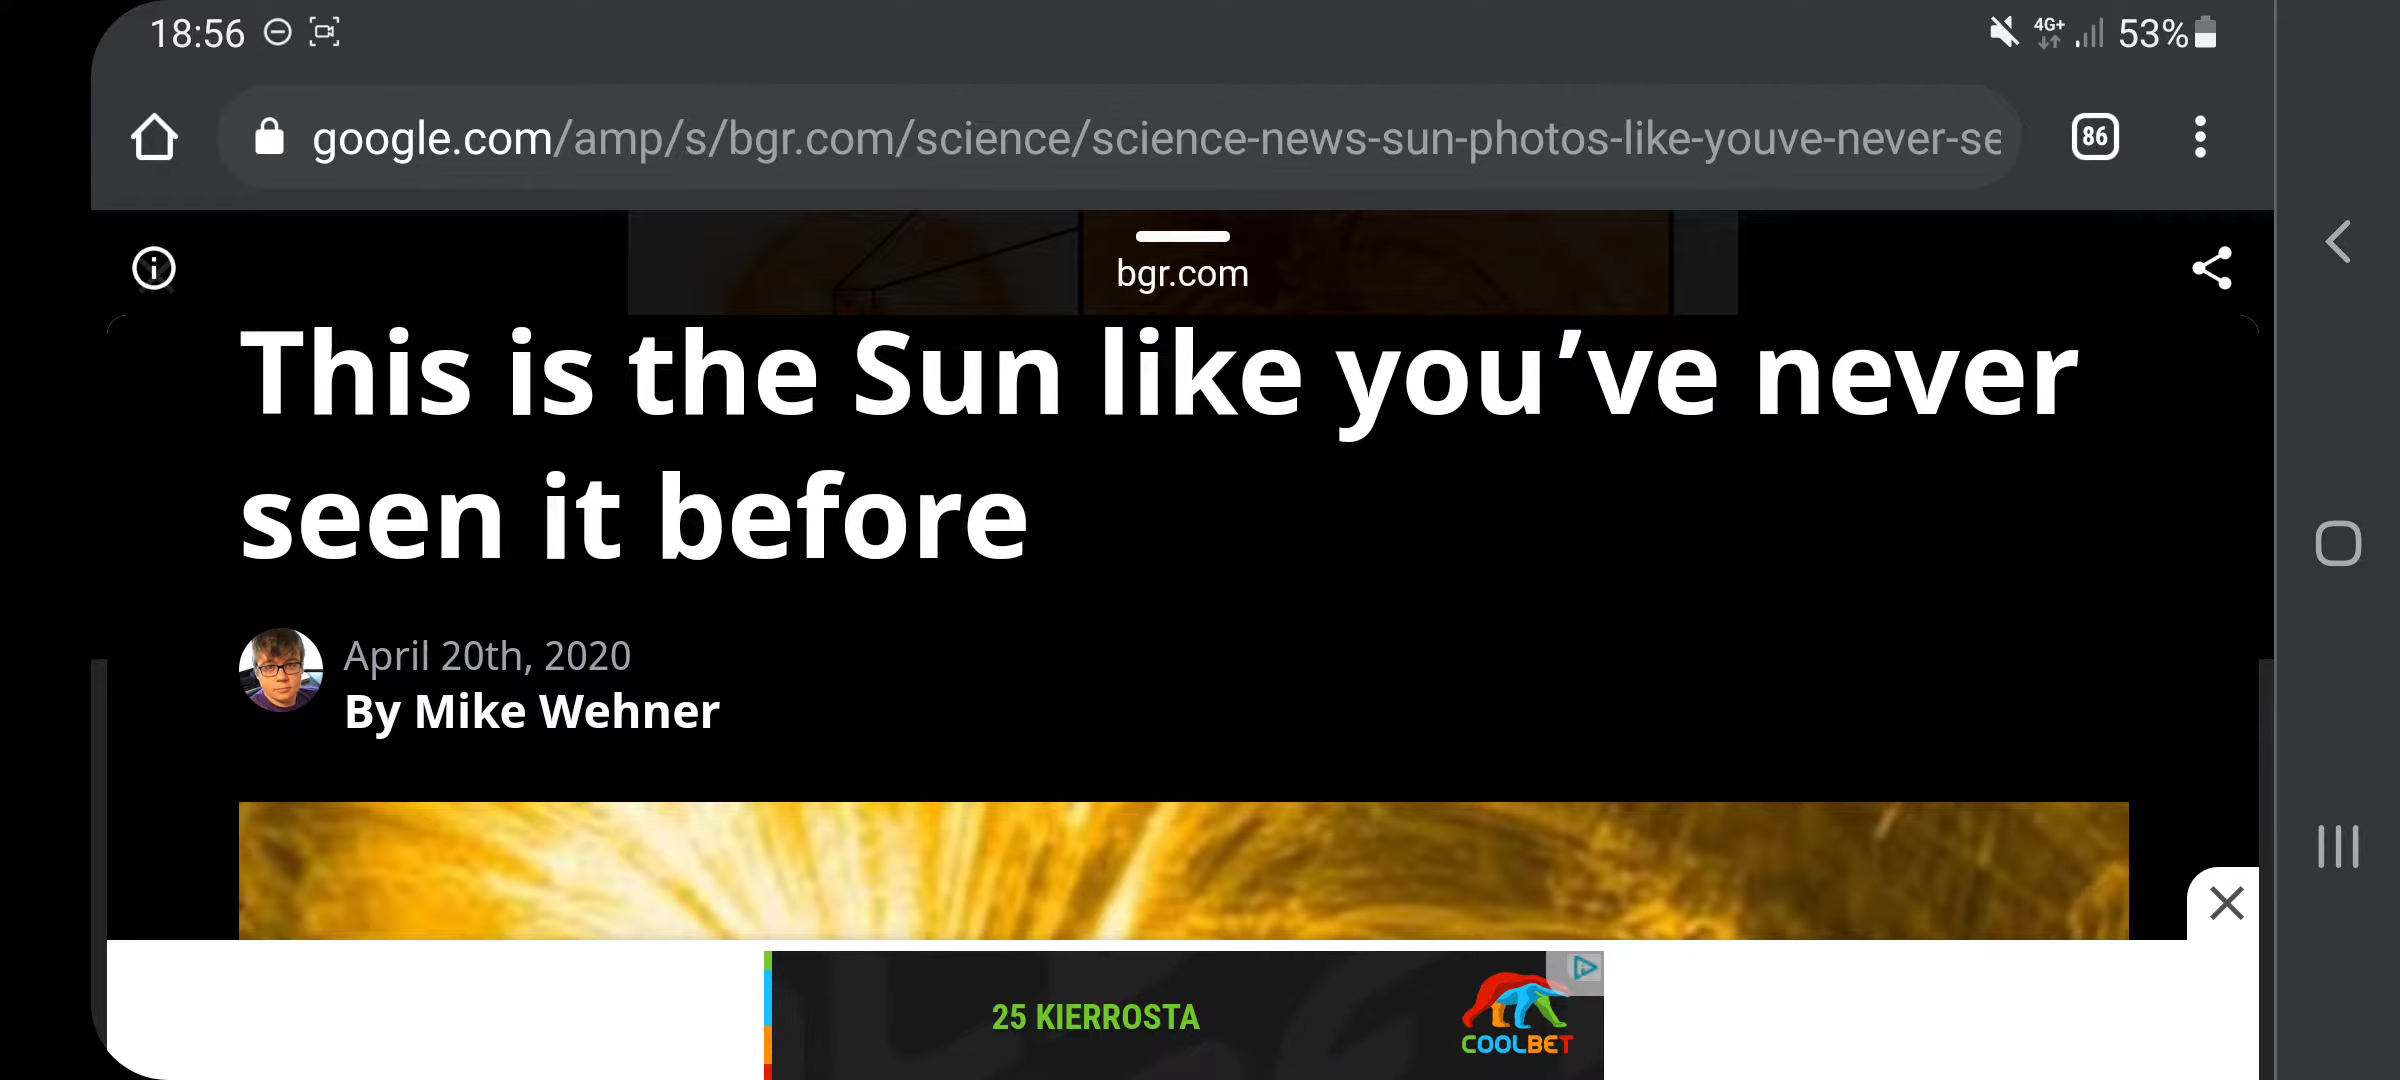 18:56
4G+ 53%
google.com/amp/s/bgr.com/science/science-news-sun-photos-like-youve-never-se
86
bgr.com
This is the Sun like you’ve never
seen it before
April 20th, 2020
By Mike Wehner
25 KIERROSTA
COOLBET